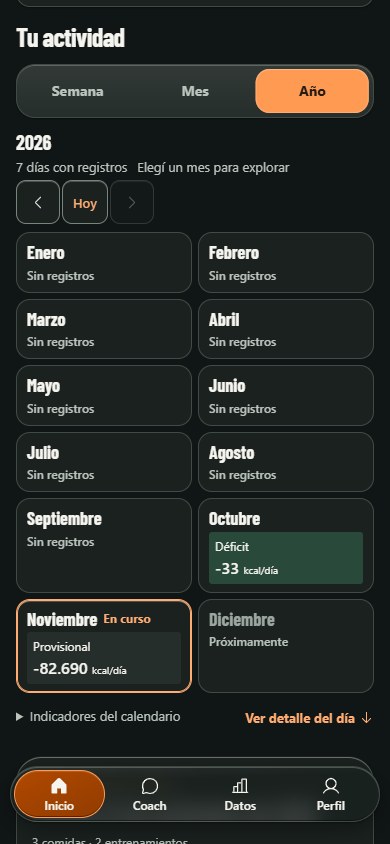 Tu actividad
Semana Mes Año
2026
7 días con registros Elegí un mes para explorar
Hoy
Enero
Sin registros
Febrero
Sin registros
Marzo
Sin registros
Abril
Sin registros
Mayo
Sin registros
Junio
Sin registros
Julio
Sin registros
Agosto
Sin registros
Septiembre
Sin registros
Octubre
Déficit
-33 kcal/día
Noviembre En curso
Provisional
-82.690 kcal/día
Diciembre
Próximamente
Indicadores del calendario
Ver detalle del día
Inicio Coach Datos Perfil
3 comidas · 2 entrenamientos